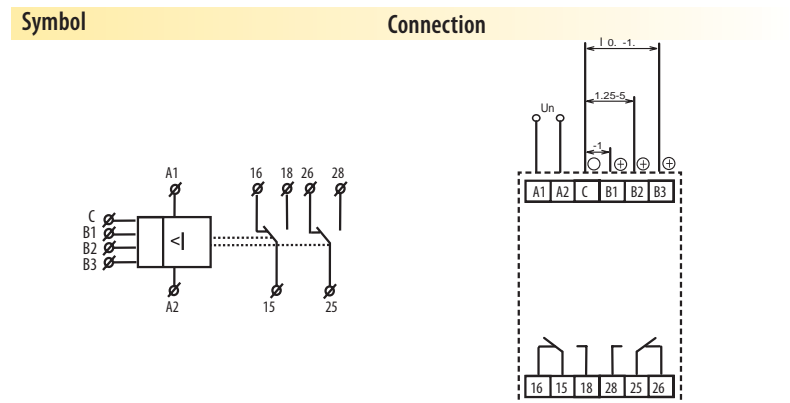 Symbol Connection
I 0. -1.
1.25-5
Un
-1
A1 16 18 26 28
A1 A2 C B1 B2 B3
C
B1
B2
B3
<I
A2 15 25
16 15 18 28 25 26